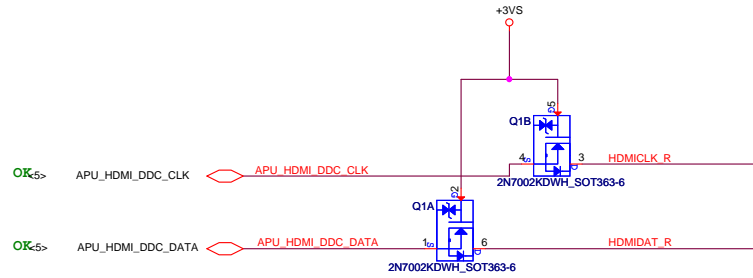 +3VS
5
G
Q1B
4
S
3
D
HDMICLK_R
OK<5>
APU_HDMI_DDC_CLK
APU_HDMI_DDC_CLK
2N7002KDWH_SOT363-6
2
G
Q1A
OK<5>
APU_HDMI_DDC_DATA
APU_HDMI_DDC_DATA
1
S
6
D
HDMIDAT_R
2N7002KDWH_SOT363-6